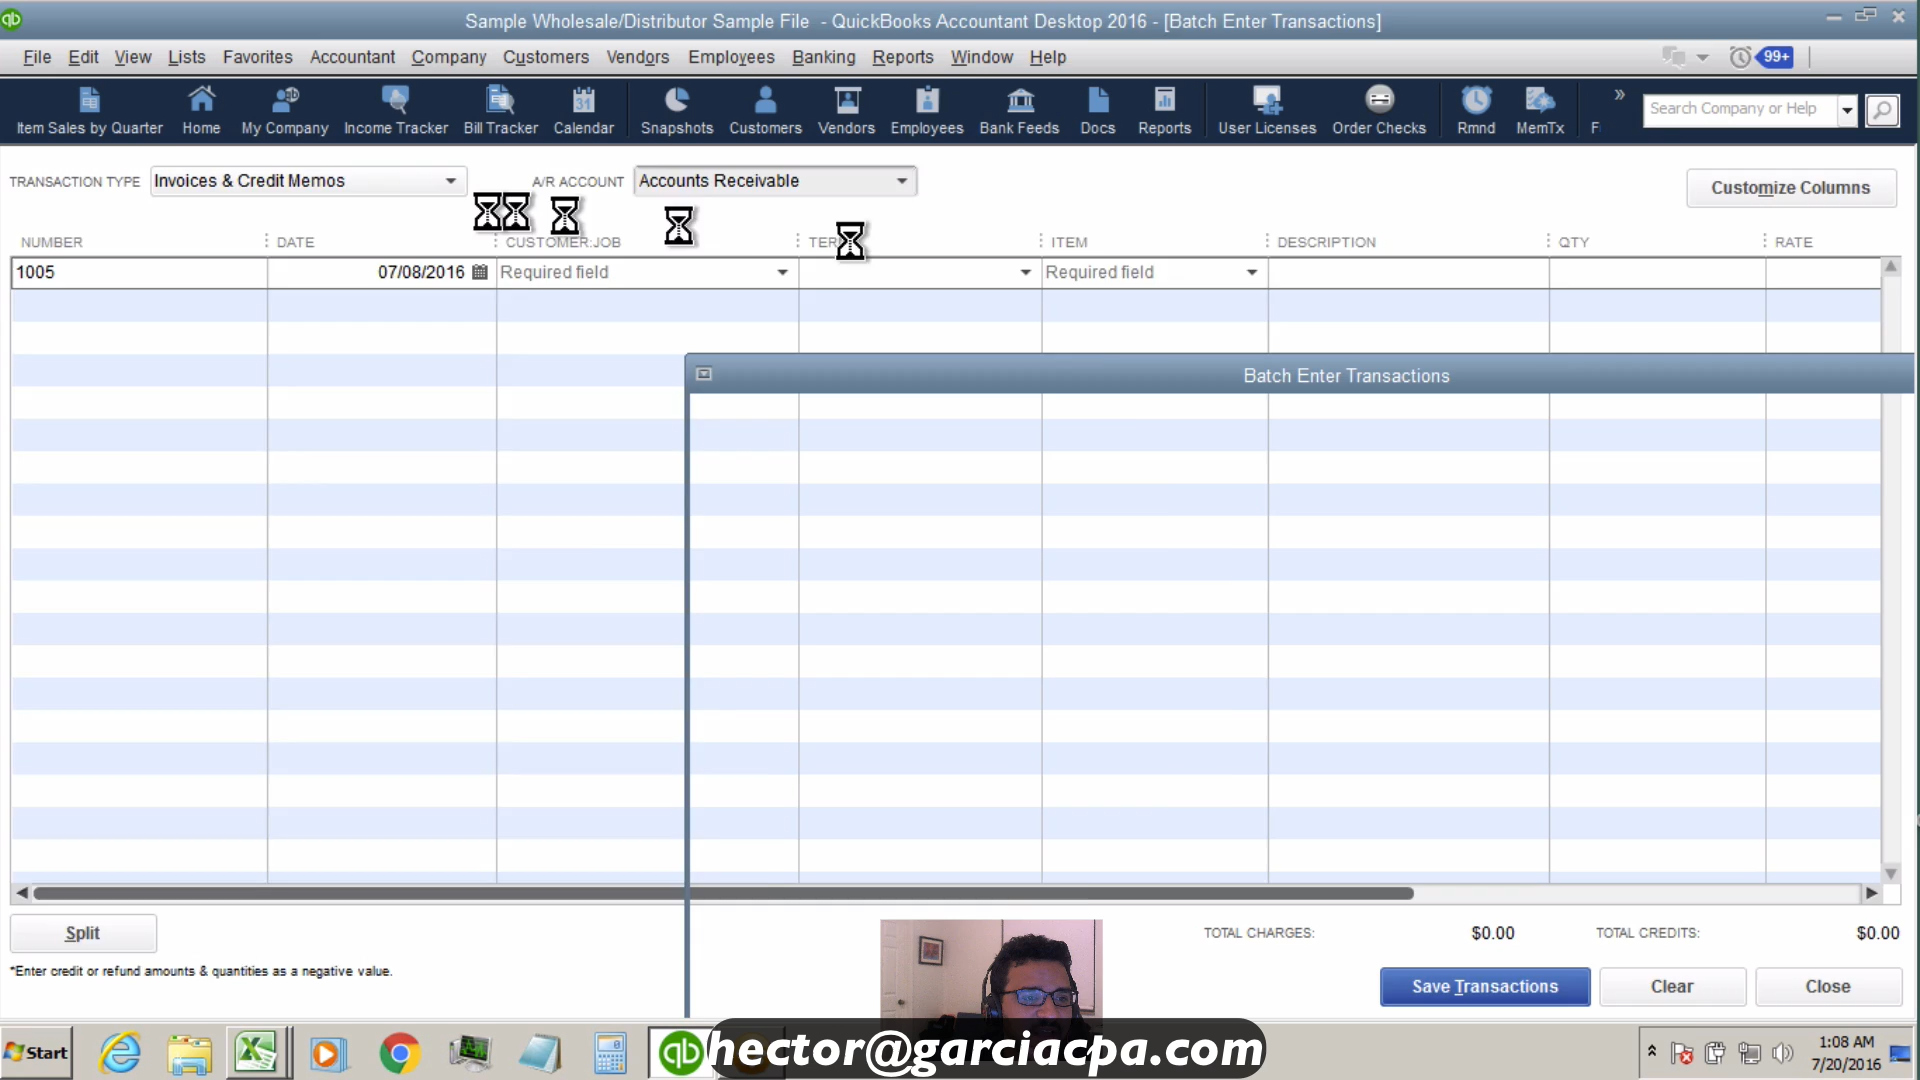 Sample Wholesale/Distributor Sample File - QuickBooks Accountant Desktop 2016 - [Batch Enter Transactions]
File Edit View Lists Favorites Accountant Company Customers Vendors Employees Banking Reports Window Help 99+
Item Sales by Quarter Home My Company Income Tracker Bill Tracker Calendar Snapshots Customers Vendors Employees Bank Feeds Docs Reports User Licenses Order Checks Rmnd MemTx F » Search Company or Help
TRANSACTION TYPE Invoices & Credit Memos A/R ACCOUNT Accounts Receivable Customize Columns
NUMBER DATE CUSTOMER:JOB ITEM DESCRIPTION QTY RATE
1005 07/08/2016 Required field Required field
Batch Enter Transactions
Split TOTAL CHARGES: $0.00 TOTAL CREDITS: $0.00
*Enter credit or refund amounts & quantities as a negative value.
Save Transactions Clear Close
Start hector@garciacpa.com 1:08 AM
7/20/2016